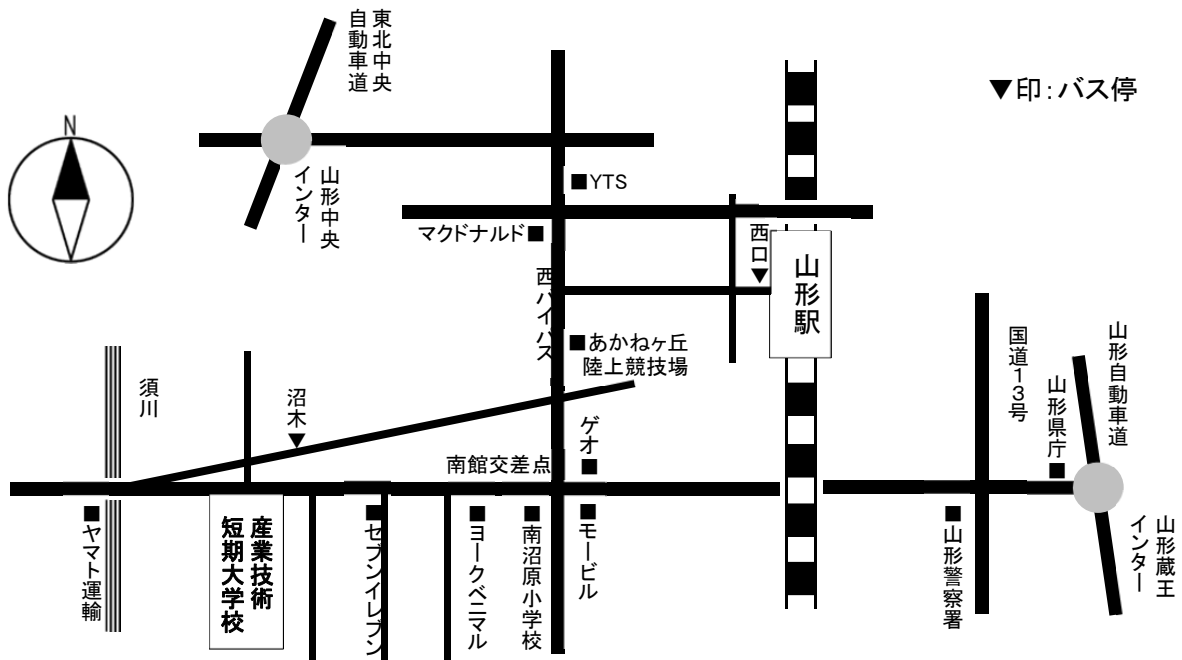 東北中央
自動車道
▼印:バス停
N
山形中央
インター
■YTS
マクドナルド■
西口▼
山形駅
西バイパス
■あかねヶ丘
陸上競技場
国道13号
山形自動車道
山形県庁■
須川
沼木▼
ゲオ■
南館交差点
■ヤマト運輸
産業技術
短期大学校
■セブンイレブン
■ヨークベニマル
■南沼原小学校
■モービル
■山形警察署
山形蔵王
インター